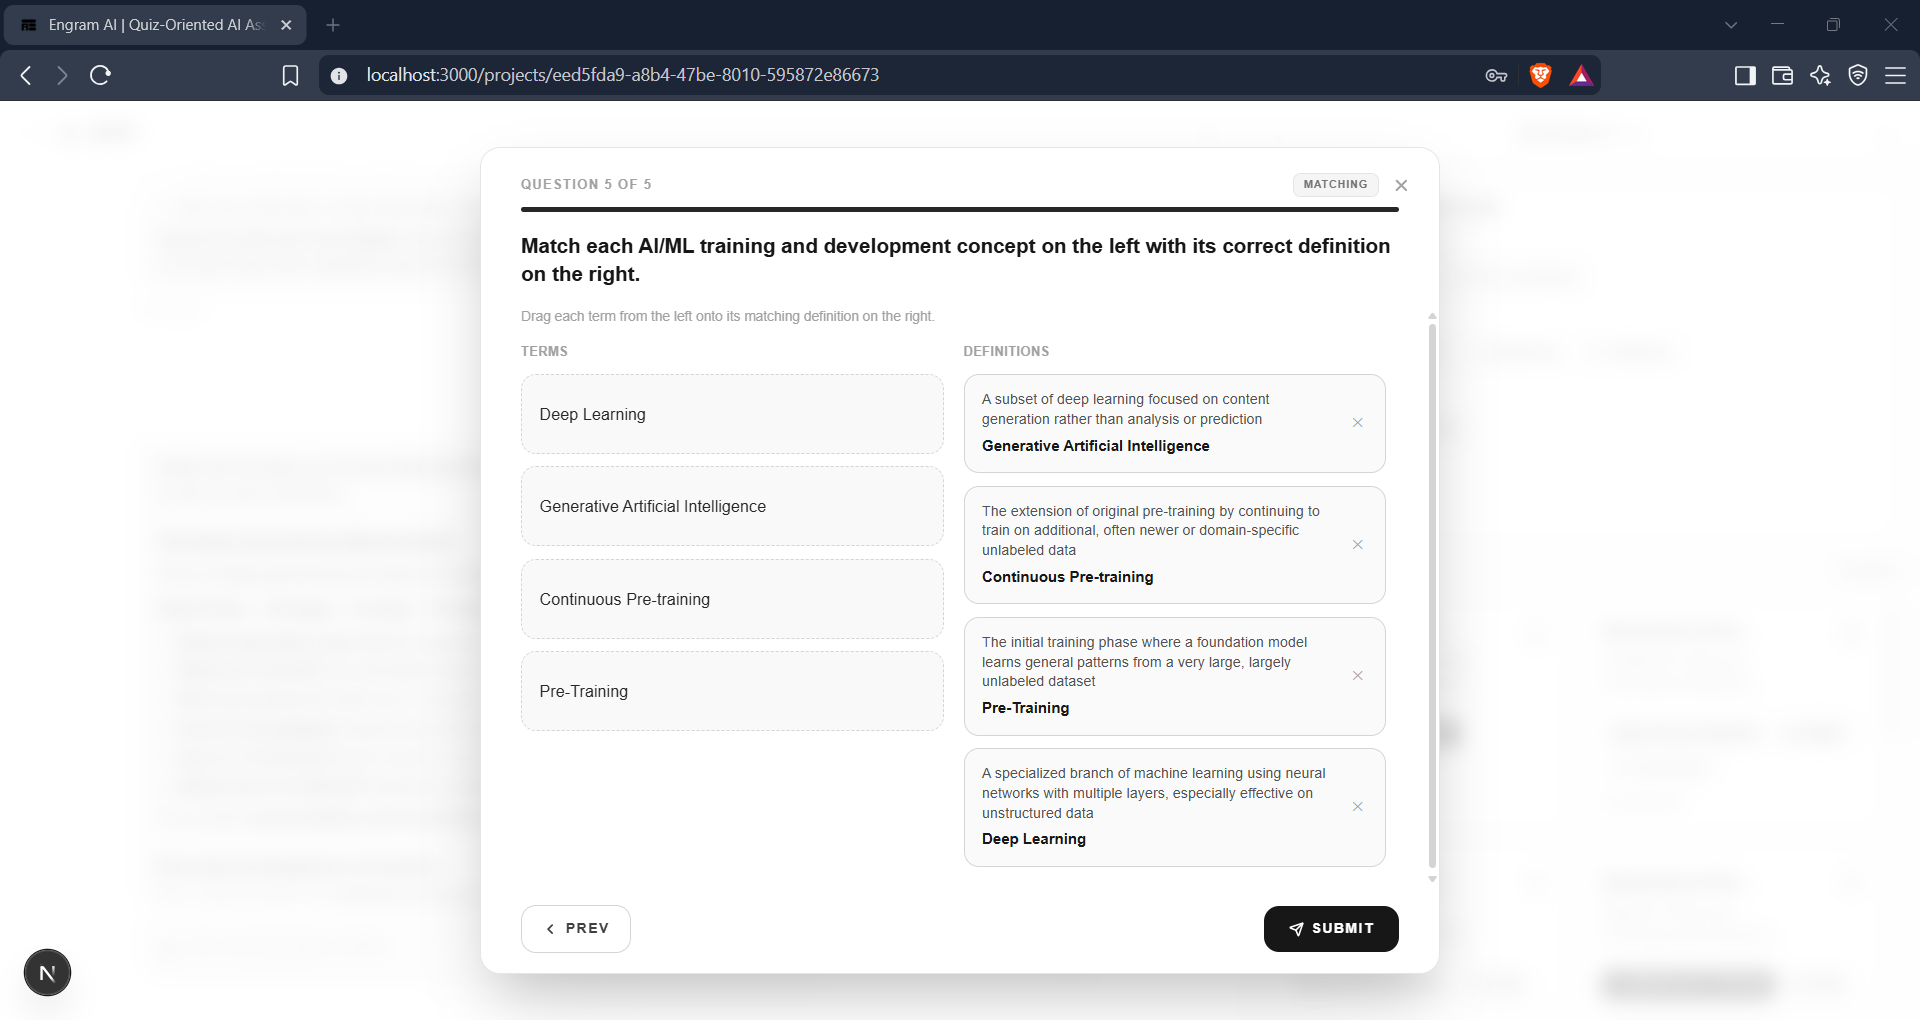 Engram AI | Quiz-Oriented AI As
localhost:3000/projects/eed5fda9-a8b4-47be-8010-595872e86673
QUESTION 5 OF 5
MATCHING
Match each AI/ML training and development concept on the left with its correct definition
on the right.
Drag each term from the left onto its matching definition on the right.
TERMS
Deep Learning
Generative Artificial Intelligence
Continuous Pre-training
Pre-Training
DEFINITIONS
A subset of deep learning focused on content
generation rather than analysis or prediction
Generative Artificial Intelligence
The extension of original pre-training by continuing to
train on additional, often newer or domain-specific
unlabeled data
Continuous Pre-training
The initial training phase where a foundation model
learns general patterns from a very large, largely
unlabeled dataset
Pre-Training
A specialized branch of machine learning using neural
networks with multiple layers, especially effective on
unstructured data
Deep Learning
PREV
SUBMIT
N